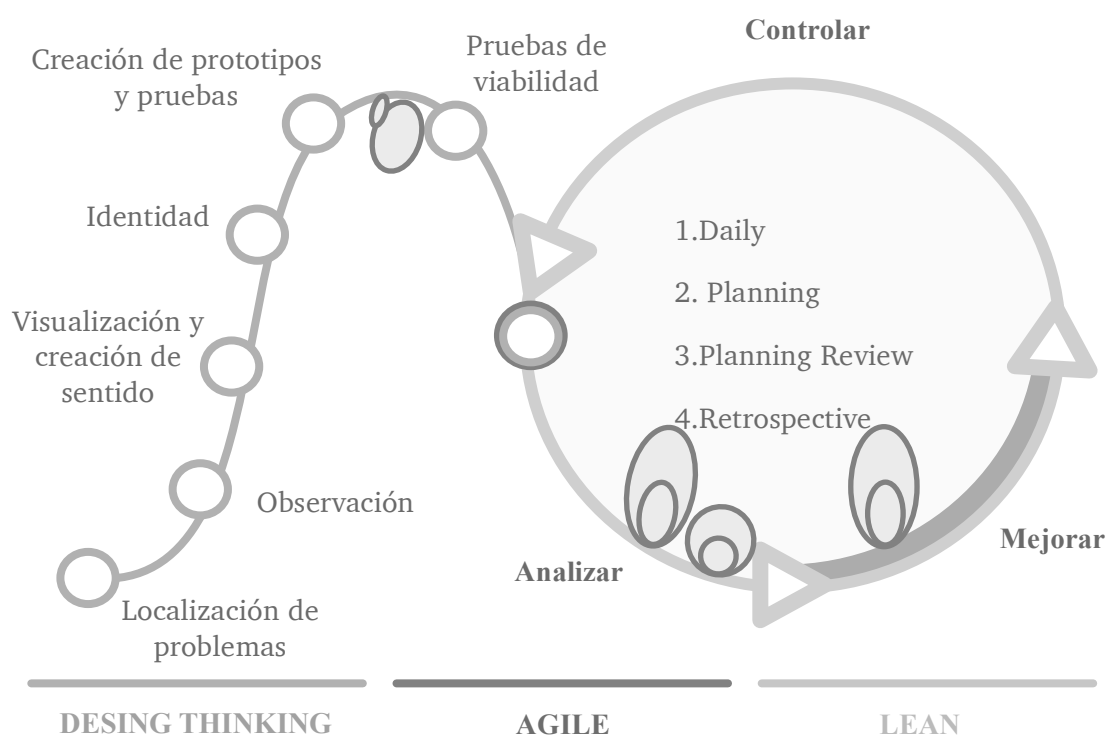 Controlar
Creación de prototipos
y pruebas
Pruebas de
viabilidad
Identidad
1.Daily
2. Planning
3.Planning Review
4.Retrospective
Visualización y
creación de
sentido
Observación
Analizar
Mejorar
Localización de
problemas
DESING THINKING
AGILE
LEAN